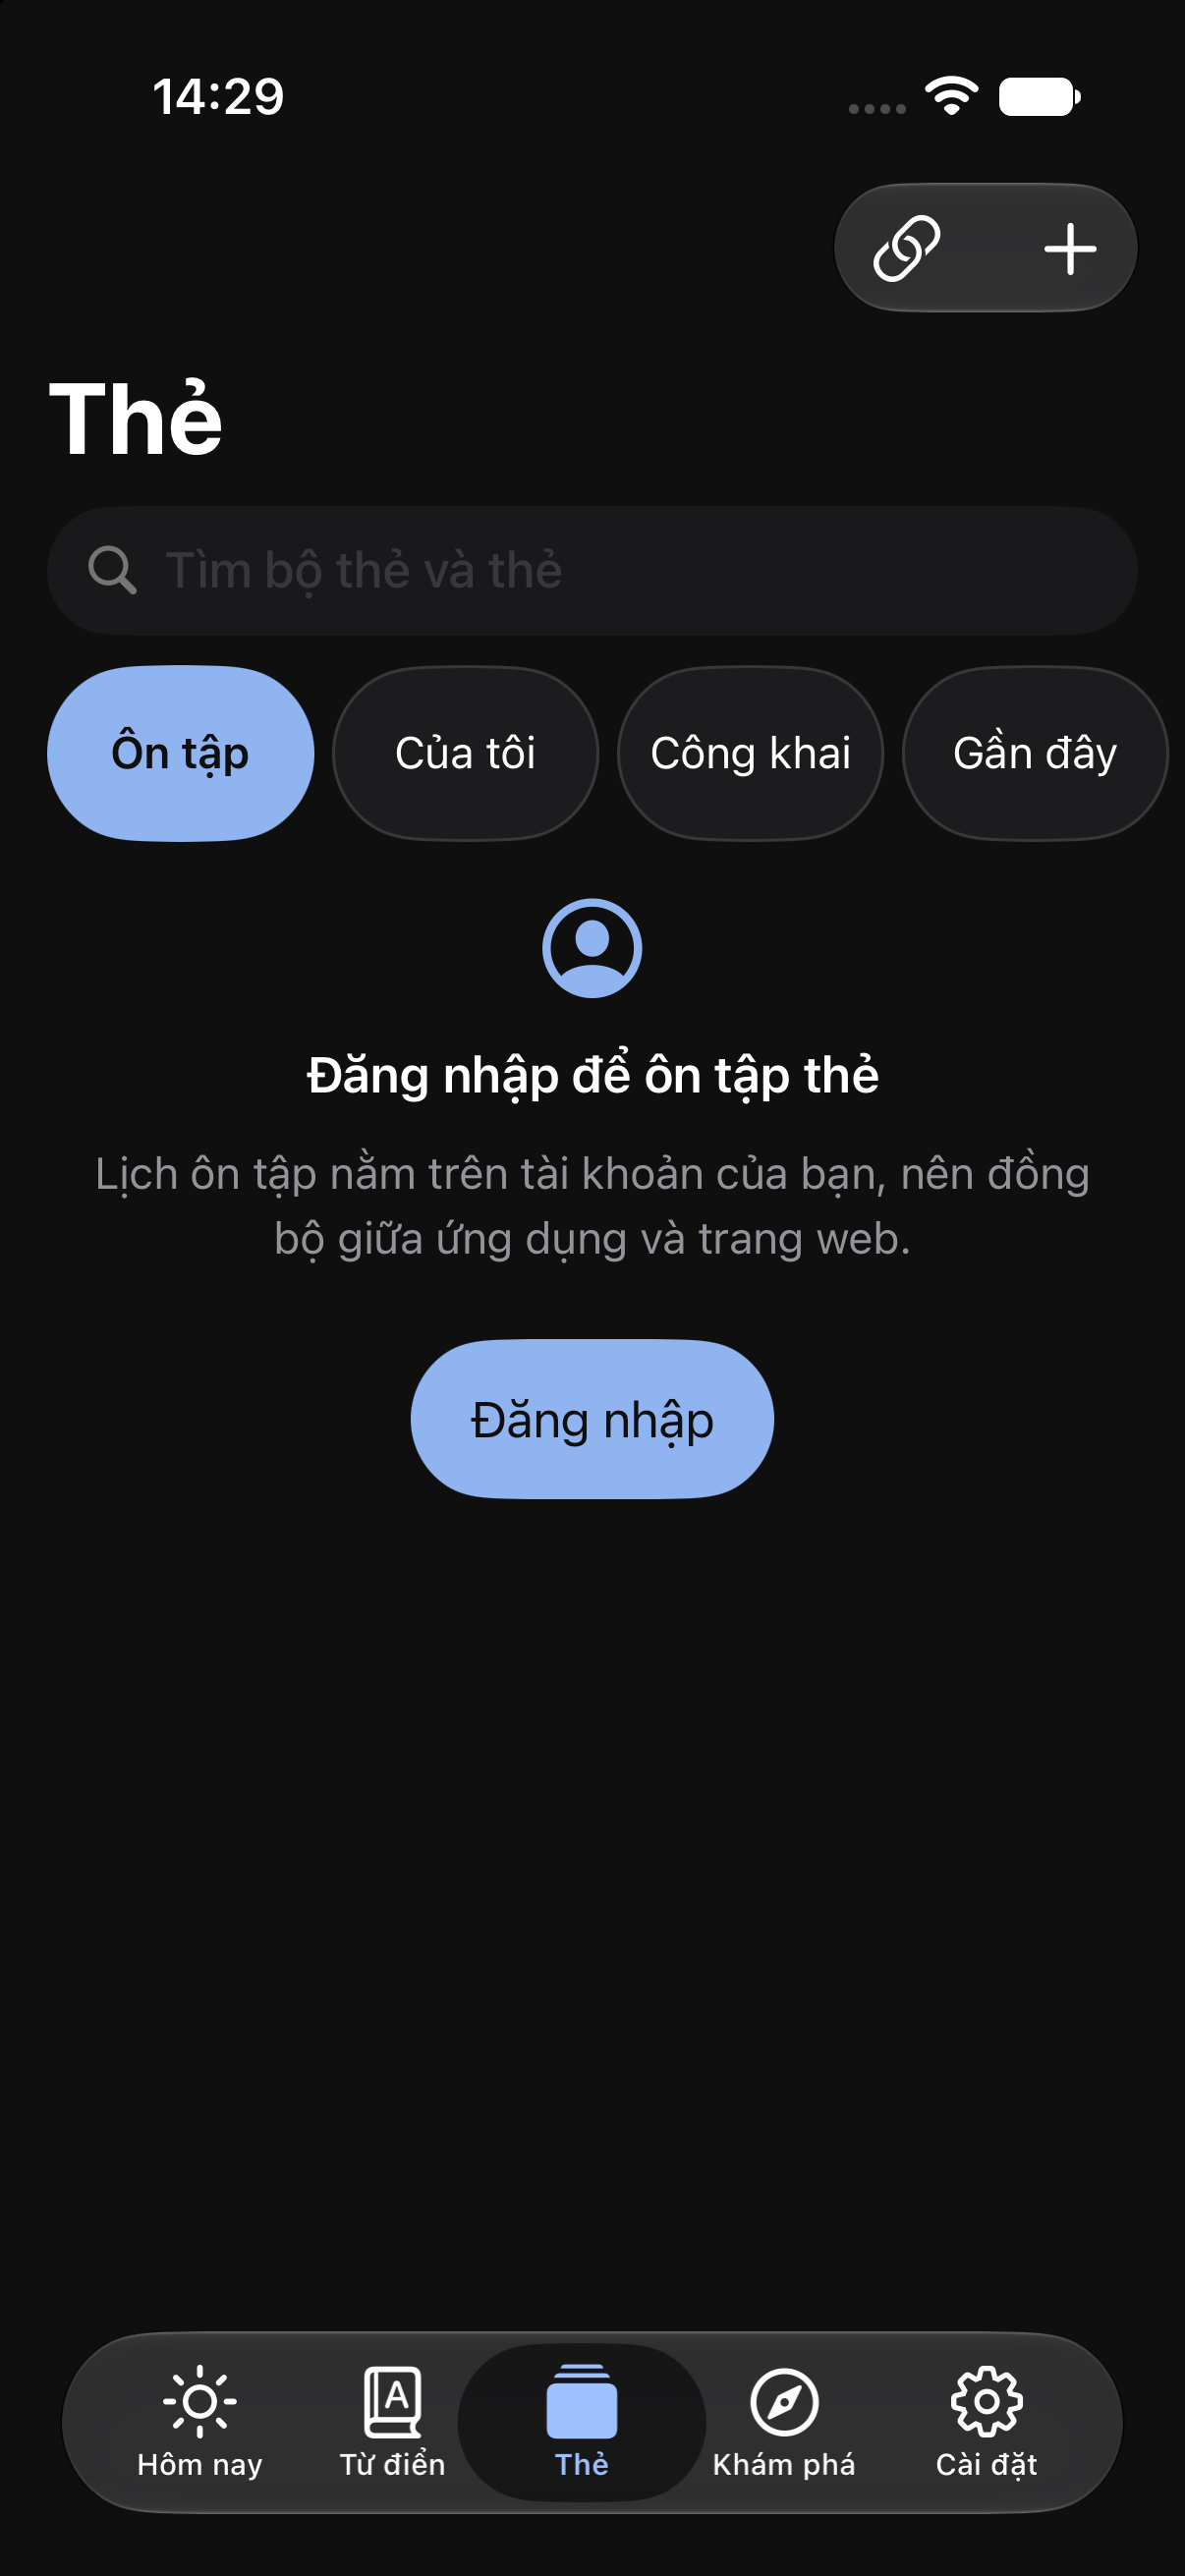 14:29
Thẻ
Tìm bộ thẻ và thẻ
Ôn tập
Của tôi
Công khai
Gần đây
Đăng nhập để ôn tập thẻ
Lịch ôn tập nằm trên tài khoản của bạn, nên đồng
bộ giữa ứng dụng và trang web.
Đăng nhập
Hôm nay
Từ điển
Thẻ
Khám phá
Cài đặt